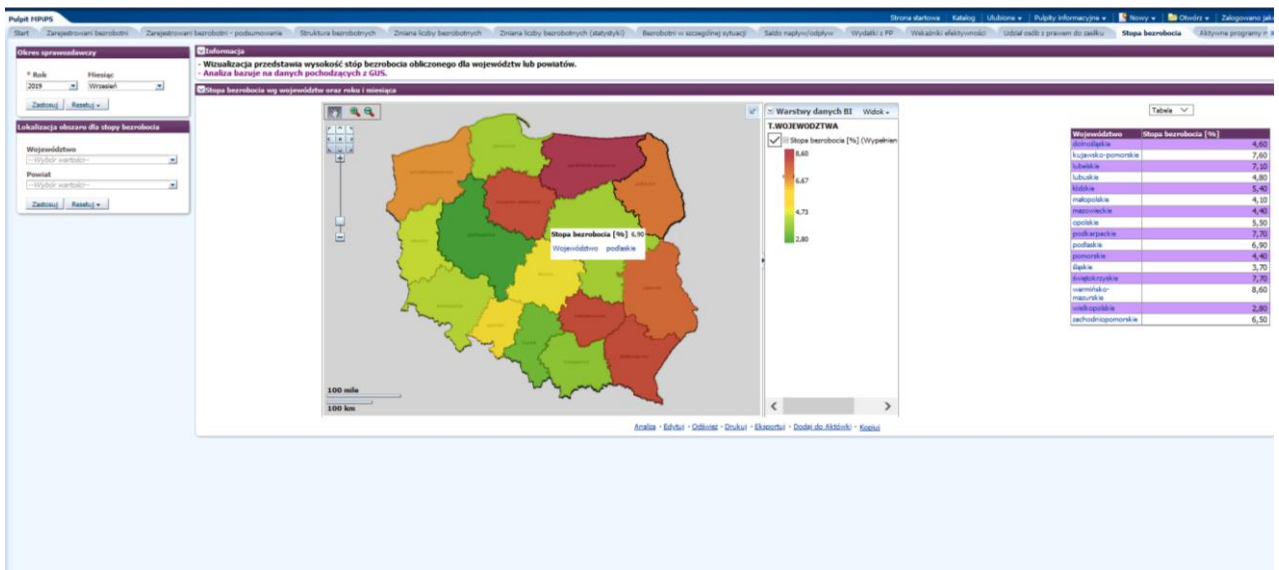 Pulpit MPiPS
Strona startowa Katalog Ulubione Pulpity informacyjne Nowy Otwórz Zalogowano jako
Start Zarejestrowani bezrobotni Zarejestrowani bezrobotni - podsumowanie Struktura bezrobotnych Zmiana liczby bezrobotnych Zmiana liczby bezrobotnych (statystyki) Bezrobotni w szczególnej sytuacji Saldo napływ/odpływ Wydatki z FP Wskaźniki efektywności Udział osób z prawem do zasiłku Stopa bezrobocia Aktywne programy
Okres sprawozdawczy
* Rok Miesiąc
2019 Wrzesień
Zastosuj Resetuj
Lokalizacja obszaru dla stopy bezrobocia
Województwo
--Wybór wartości--
Powiat
--Wybór wartości--
Zastosuj Resetuj
Informacja
- Wizualizacja przedstawia wysokość stóp bezrobocia obliczonego dla województw lub powiatów.
- Analiza bazuje na danych pochodzących z GUS.
Stopa bezrobocia wg województw oraz roku i miesiąca
Stopa bezrobocia [%] 6,90
Województwo podlaskie
100 mile
100 km
Warstwy danych BI Widok
T.WOJEWODZTWA
Stopa bezrobocia [%] (Wypełnien
8,60
6,67
4,73
2,80
Tabela
Województwo Stopa bezrobocia [%]
dolnośląskie 4,60
kujawsko-pomorskie 7,60
lubelskie 7,10
lubuskie 4,80
łódzkie 5,40
małopolskie 4,10
mazowieckie 4,40
opolskie 5,50
podkarpackie 7,70
podlaskie 6,90
pomorskie 4,40
śląskie 3,70
świętokrzyskie 7,70
warmińsko-
mazurskie 8,60
wielkopolskie 2,80
zachodniopomorskie 6,50
Analiza - Edytuj - Odśwież - Drukuj - Eksportuj - Dodaj do Aktówki - Kopiuj